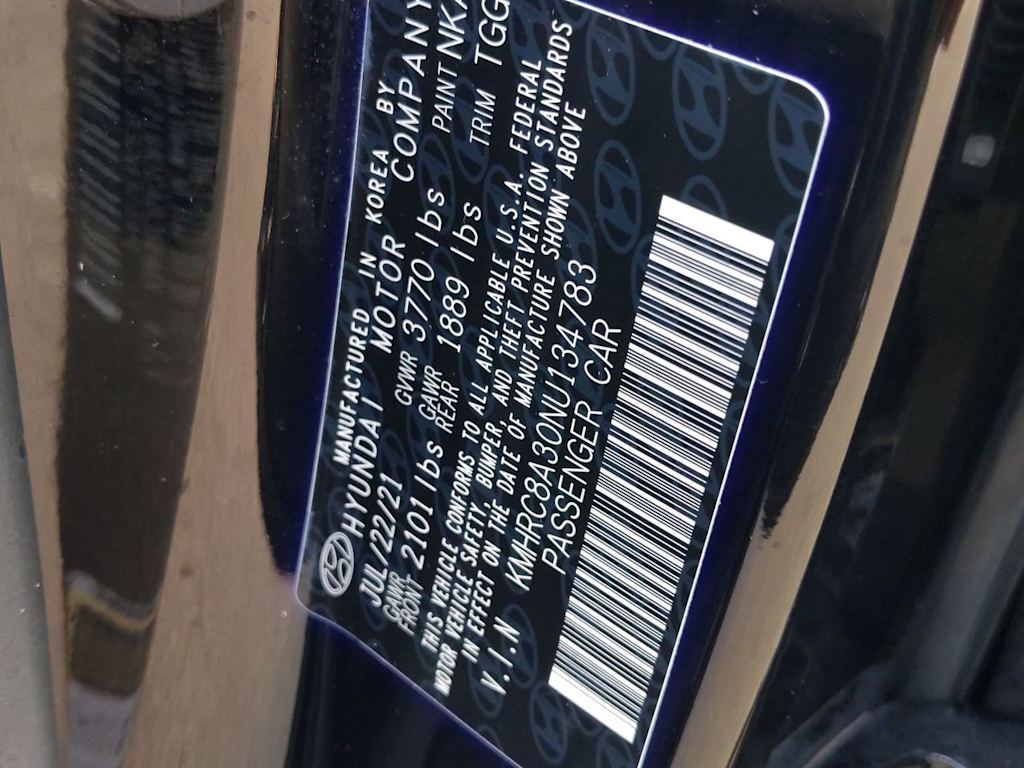 MANUFACTURED IN KOREA BY
HYUNDAI MOTOR COMPANY
JUL/22/21 GVWR 3770 lbs PAINT NKA
GAWR FRONT 2101 lbs GAWR REAR 1889 lbs TRIM TGG
THIS VEHICLE CONFORMS TO ALL APPLICABLE U.S.A. FEDERAL
MOTOR VEHICLE SAFETY, BUMPER, AND THEFT PREVENTION STANDARDS
IN EFFECT ON THE DATE OF MANUFACTURE SHOWN ABOVE
V.I.N KMHRC8A30NU134783
PASSENGER CAR